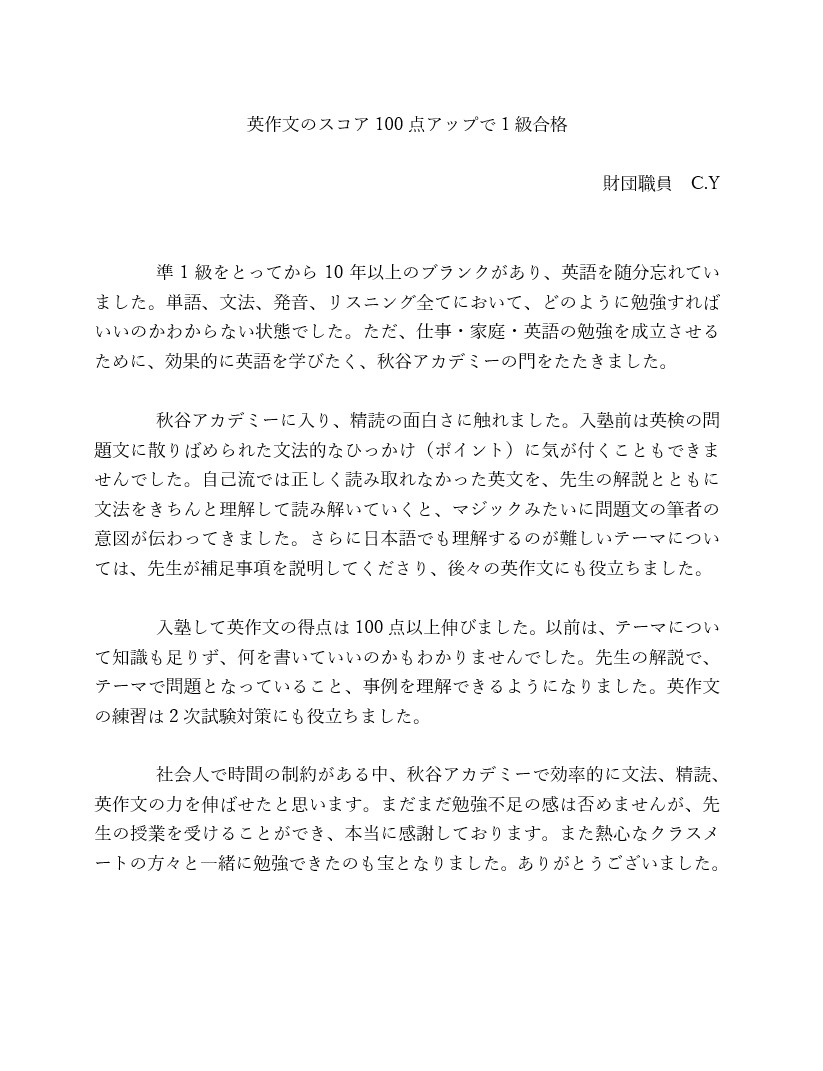 英作文のスコア 100 点アップで 1 級合格
財団職員　C.Y
準 1 級をとってから 10 年以上のブランクがあり、英語を随分忘れてい
ました。単語、文法、発音、リスニング全てにおいて、どのように勉強すれば
いいのかわからない状態でした。ただ、仕事・家庭・英語の勉強を成立させる
ために、効果的に英語を学びたく、秋谷アカデミーの門をたたきました。
秋谷アカデミーに入り、精読の面白さに触れました。入塾前は英検の問
題文に散りばめられた文法的なひっかけ（ポイント）に気が付くこともできま
せんでした。自己流では正しく読み取れなかった英文を、先生の解説とともに
文法をきちんと理解して読み解いていくと、マジックみたいに問題文の筆者の
意図が伝わってきました。さらに日本語でも理解するのが難しいテーマについ
ては、先生が補足事項を説明してくださり、後々の英作文にも役立ちました。
入塾して英作文の得点は 100 点以上伸びました。以前は、テーマについ
て知識も足りず、何を書いていいのかもわかりませんでした。先生の解説で、
テーマで問題となっていること、事例を理解できるようになりました。英作文
の練習は 2 次試験対策にも役立ちました。
社会人で時間の制約がある中、秋谷アカデミーで効率的に文法、精読、
英作文の力を伸ばせたと思います。まだまだ勉強不足の感は否めませんが、先
生の授業を受けることができ、本当に感謝しております。また熱心なクラスメ
ートの方々と一緒に勉強できたのも宝となりました。ありがとうございました。